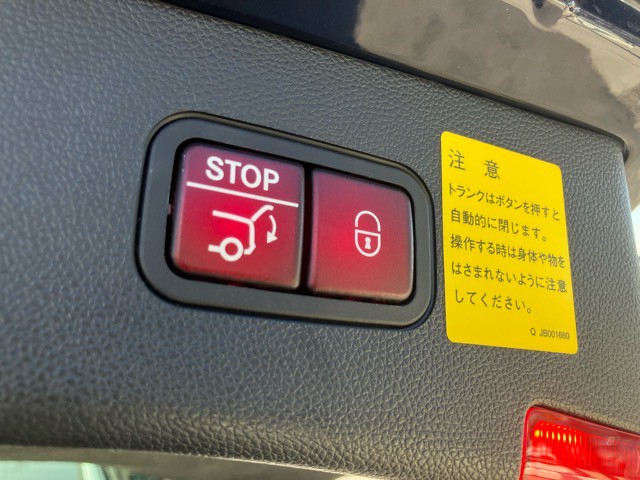 STOP
注意
トランクはボタンを押すと
自動的に閉じます。
操作する時は身体や物を
はさまれないように注意
してください。
Q JB001660